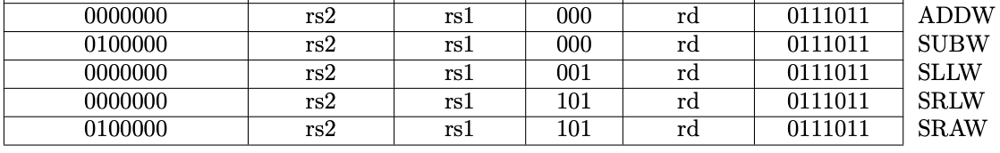 0000000 rs2 rs1 000 rd 0111011 ADDW
0100000 rs2 rs1 000 rd 0111011 SUBW
0000000 rs2 rs1 001 rd 0111011 SLLW
0000000 rs2 rs1 101 rd 0111011 SRLW
0100000 rs2 rs1 101 rd 0111011 SRAW